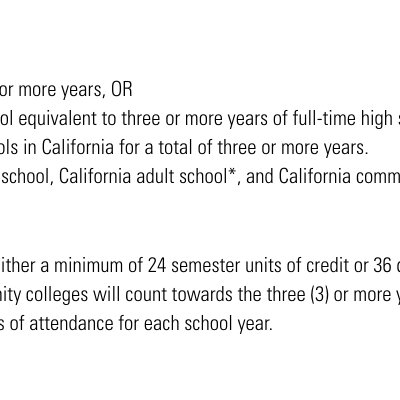 or more years, OR
ol equivalent to three or more years of full-time high
ols in California for a total of three or more years.
school, California adult school*, and California comm
ither a minimum of 24 semester units of credit or 36
ity colleges will count towards the three (3) or more
s of attendance for each school year.